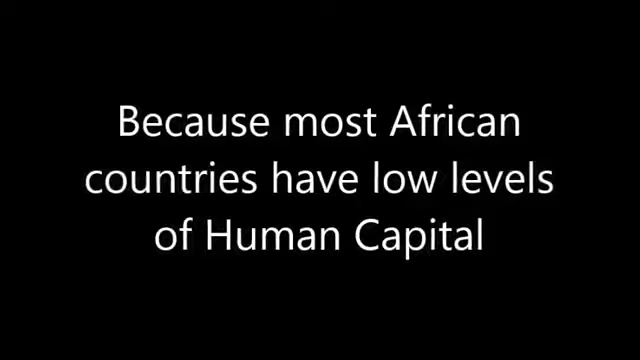 Because most African
countries have low levels
of Human Capital